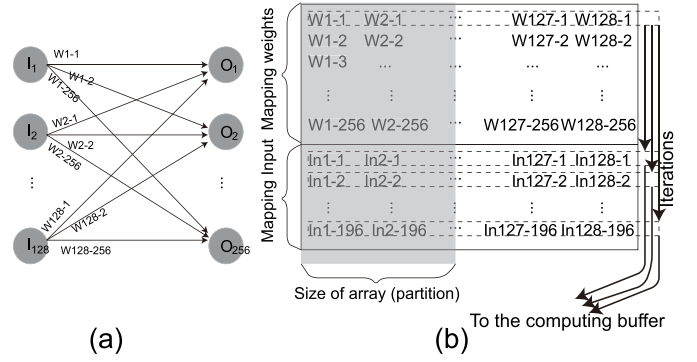 W1-1
W1-2
W1-256
I1
O1
W2-1
W2-2
W2-256
I2
O2
⋮
⋮
W128-1
W128-2
W128-256
I128
O256
(a)
Mapping weights
W1-1 W2-1 ... W127-1 W128-1
W1-2 W2-2 W127-2 W128-2
W1-3 ... ... ... ...
⋮ ⋮ ⋮ ⋮
W1-256 W2-256 ... W127-256 W128-256
Mapping Input
In1-1 In2-1 ... In127-1 In128-1
In1-2 In2-2 ... In127-2 In128-2
⋮ ⋮ ⋮ ⋮
In1-196 In2-196 ... In127-196 In128-196
Iterations
Size of array (partition)
To the computing buffer
(b)